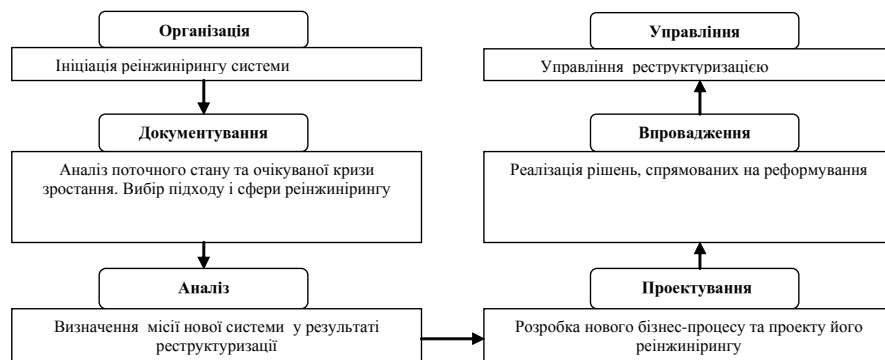 Організація
Ініціація реінжинірингу системи
Документування
Аналіз поточного стану та очікуваної кризи
зростання. Вибір підходу і сфери реінжинірингу
Аналіз
Визначення місії нової системи у результаті
реструктуризації
Проектування
Розробка нового бізнес-процесу та проекту його
реінжинірингу
Впровадження
Реалізація рішень, спрямованих на реформування
Управління
Управління реструктуризацією